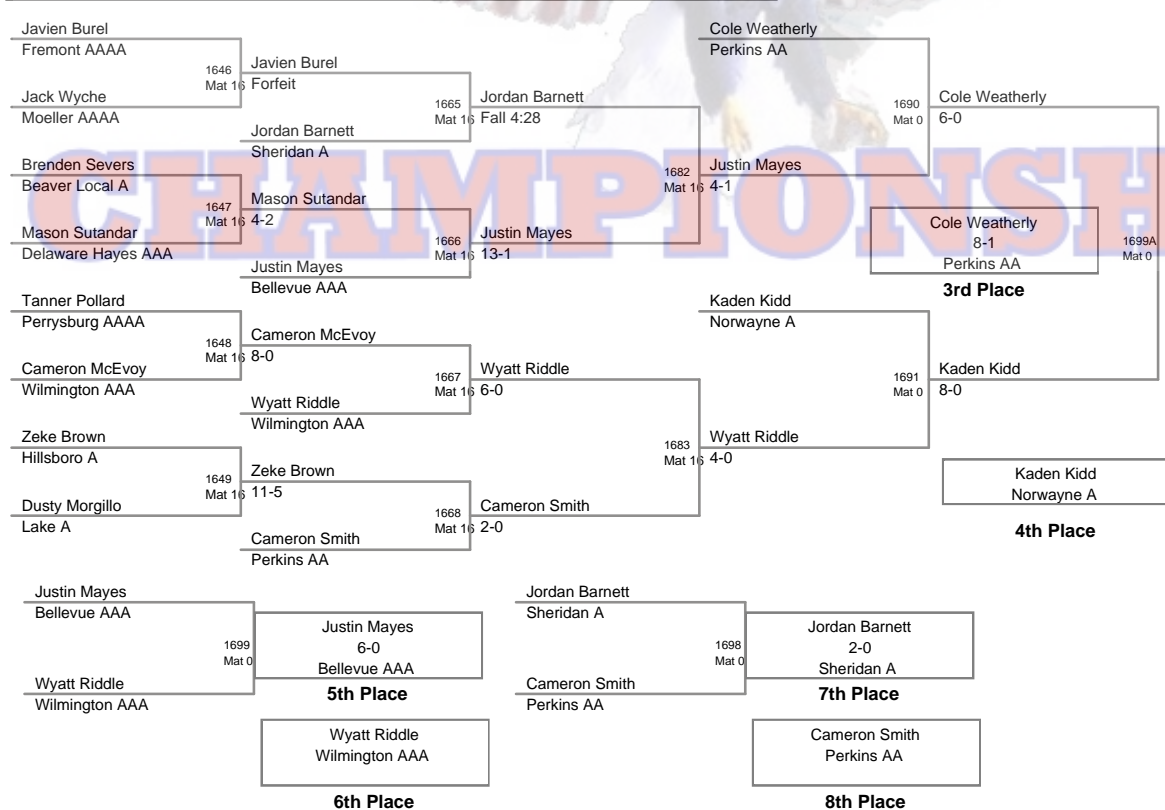 Javien Burel
Fremont AAAA
1646
Mat 16
Jack Wyche
Moeller AAAA
Javien Burel
Forfeit
1665
Mat 16
Jordan Barnett
Sheridan A
Brenden Severs
Beaver Local A
1647
Mat 16
Mason Sutandar
Delaware Hayes AAA
Mason Sutandar
4-2
1666
Mat 16
Justin Mayes
Bellevue AAA
Jordan Barnett
Fall 4:28
1682
Mat 16
Justin Mayes
13-1
Cole Weatherly
Perkins AA
1690
Mat 0
Justin Mayes
4-1
Cole Weatherly
6-0
CHAMPIONSH
Cole Weatherly
8-1
Perkins AA
3rd Place
1699A
Mat 0
Tanner Pollard
Perrysburg AAAA
1648
Mat 16
Cameron McEvoy
Wilmington AAA
Cameron McEvoy
8-0
1667
Mat 16
Wyatt Riddle
Wilmington AAA
Zeke Brown
Hillsboro A
1649
Mat 16
Dusty Morgillo
Lake A
Zeke Brown
11-5
1668
Mat 16
Cameron Smith
Perkins AA
Wyatt Riddle
6-0
1683
Mat 16
Cameron Smith
2-0
Kaden Kidd
Norwayne A
1691
Mat 0
Wyatt Riddle
4-0
Kaden Kidd
8-0
Kaden Kidd
Norwayne A
4th Place
Justin Mayes
Bellevue AAA
1699
Mat 0
Wyatt Riddle
Wilmington AAA
Justin Mayes
6-0
Bellevue AAA
5th Place
Wyatt Riddle
Wilmington AAA
6th Place
Jordan Barnett
Sheridan A
1698
Mat 0
Cameron Smith
Perkins AA
Jordan Barnett
2-0
Sheridan A
7th Place
Cameron Smith
Perkins AA
8th Place